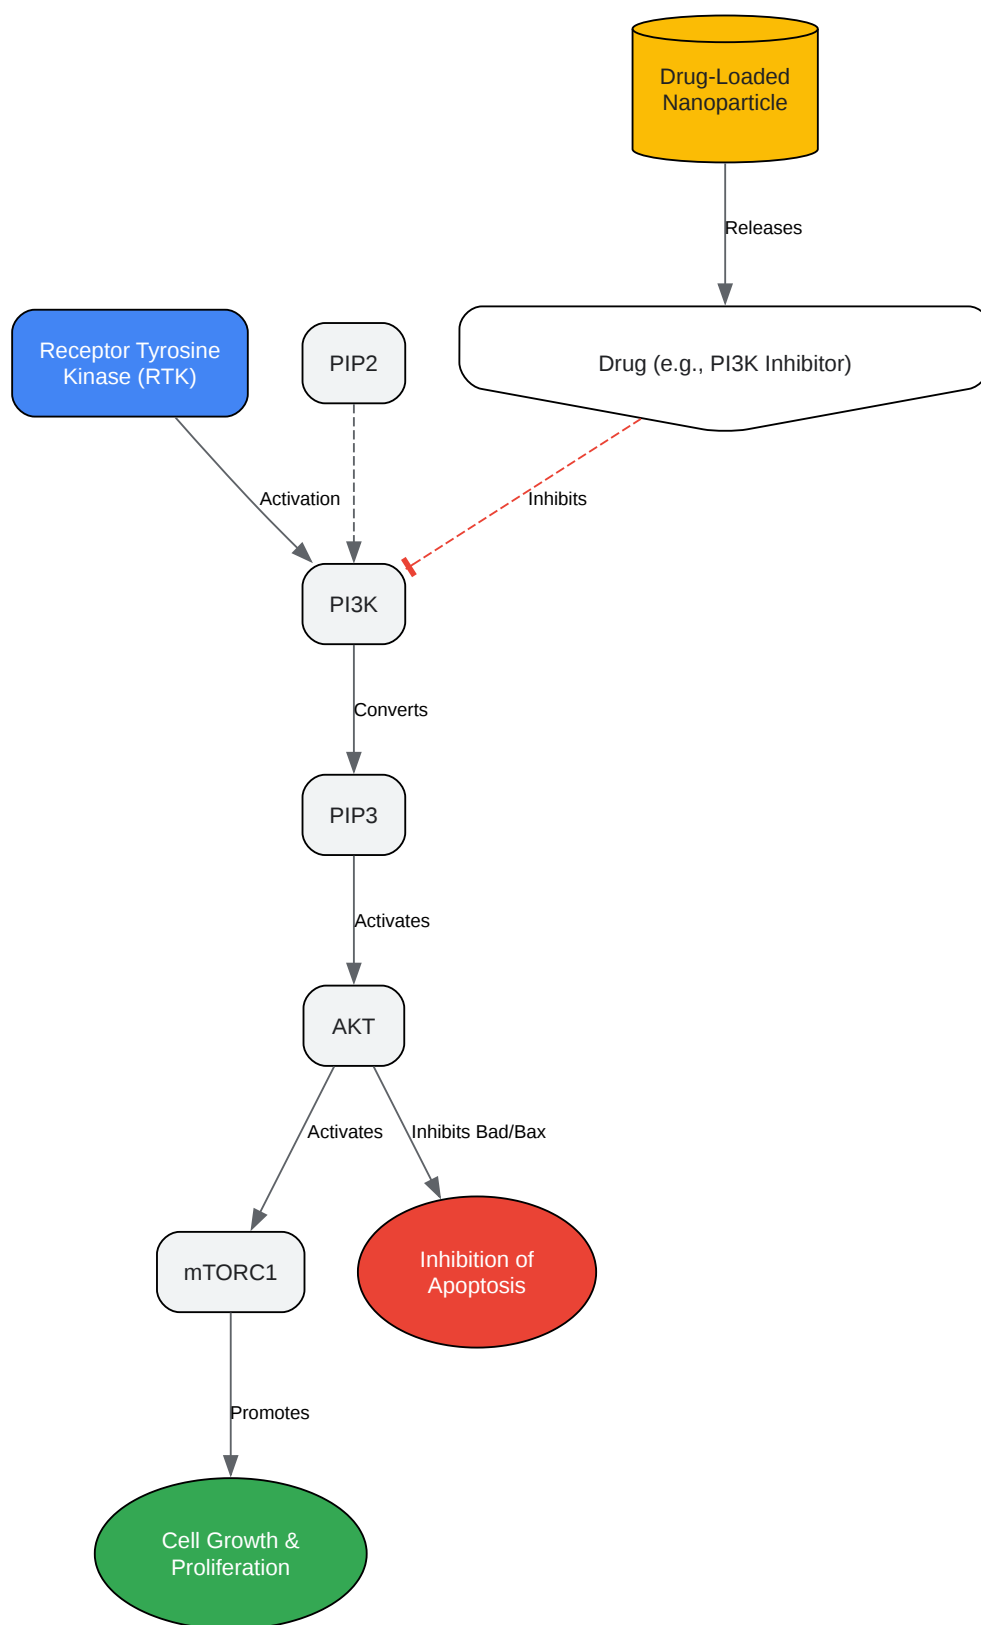 Drug-Loaded
Nanoparticle
Releases
Receptor Tyrosine
Kinase (RTK)
PIP2
Drug (e.g., PI3K Inhibitor)
Activation
Inhibits
PI3K
Converts
PIP3
Activates
AKT
Activates
Inhibits Bad/Bax
mTORC1
Inhibition of
Apoptosis
Promotes
Cell Growth &
Proliferation